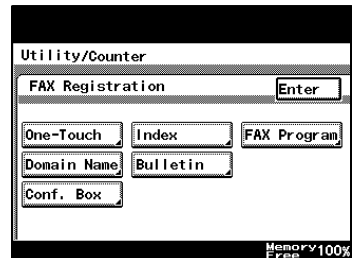 Utility/Counter
FAX Registration
Enter
One-Touch
Index
FAX Program
Domain Name
Bulletin
Conf. Box
Memory Free 100%